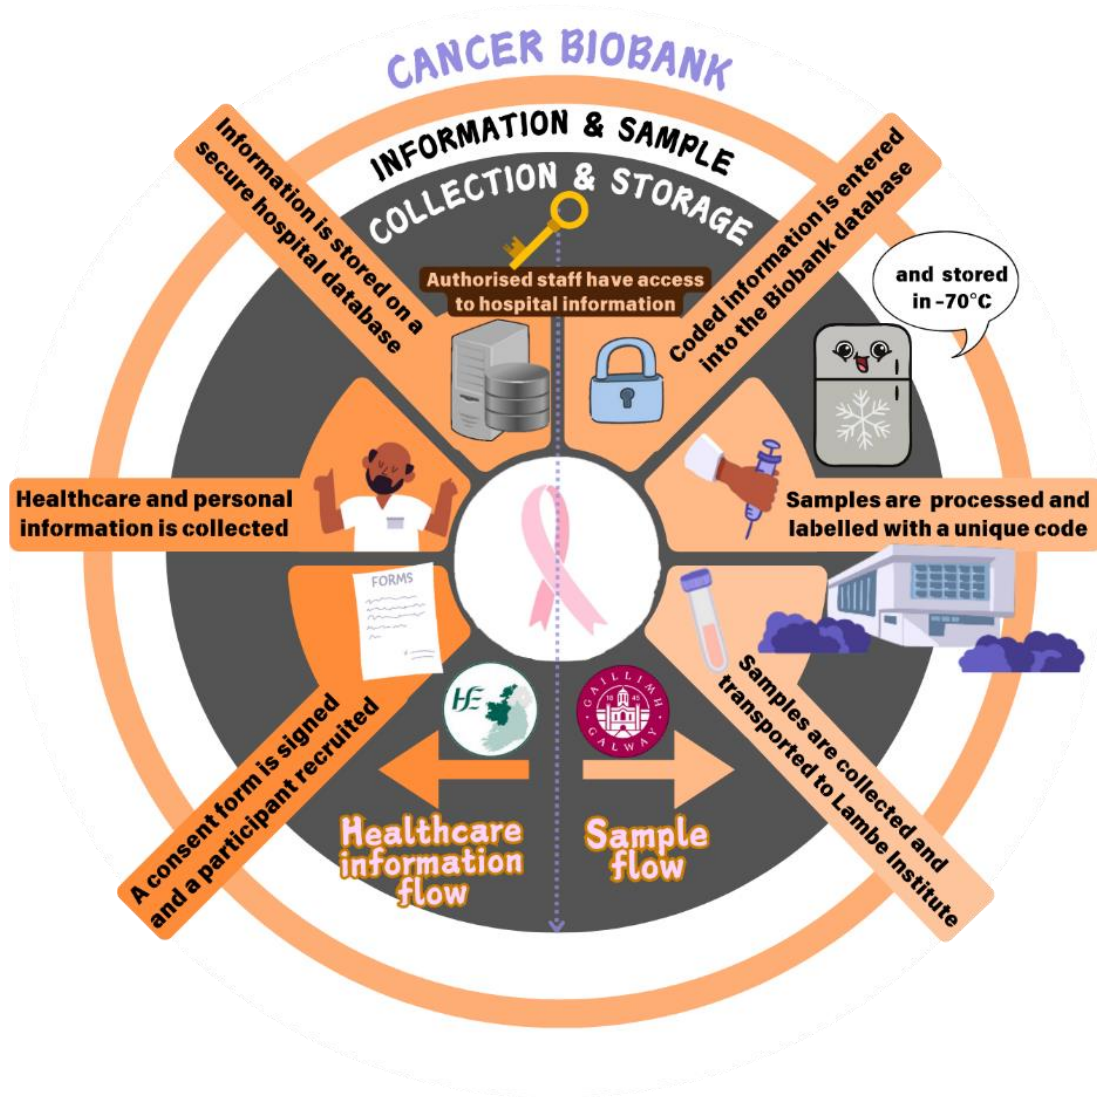 CANCER BIOBANK
INFORMATION & SAMPLE
COLLECTION & STORAGE
Authorised staff have access
to hospital information
Information is stored on a
secure hospital database
Coded information is entered
into the Biobank database
and stored
in -70°C
Healthcare and personal
information is collected
Samples are processed and
labelled with a unique code
FORMS
A consent form is signed
and a participant recruited
Samples are collected and
transported to Lambe Institute
HE
GAILLIMH
18 45
GALWAY
Healthcare
information
flow
Sample
flow